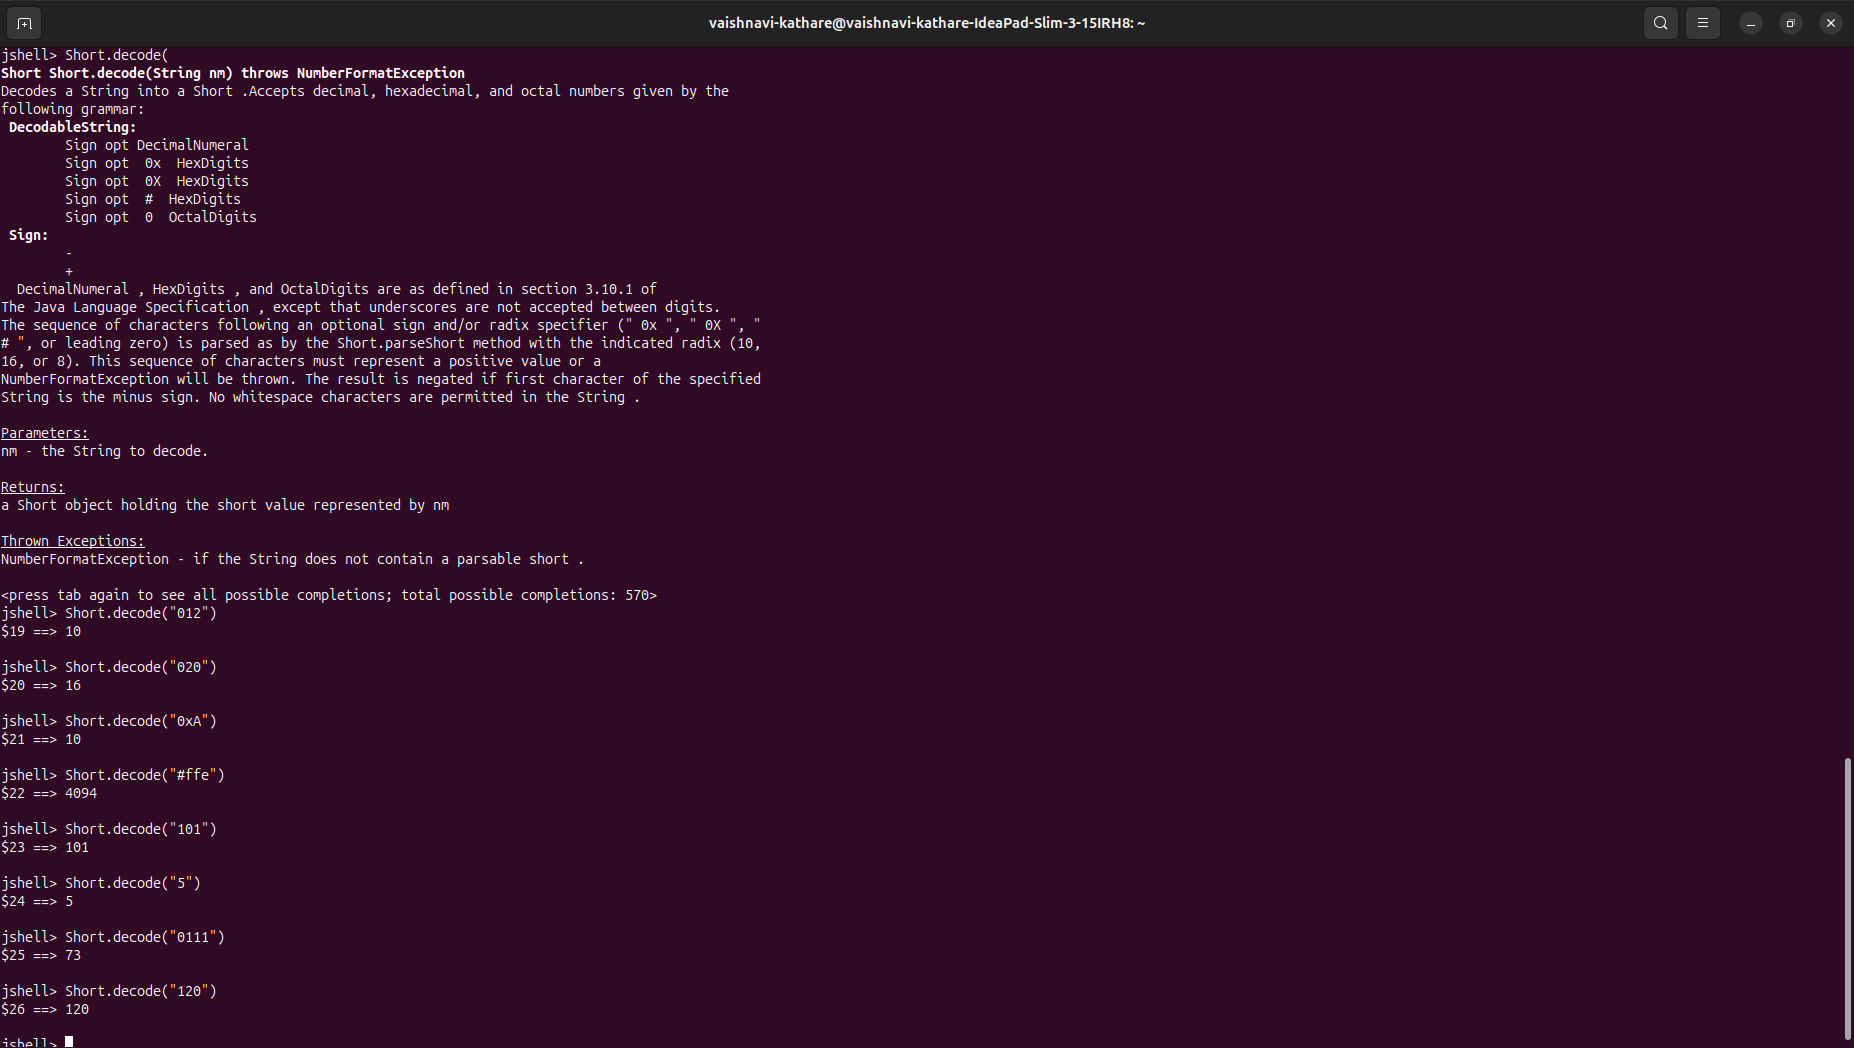 vaishnavi-kathare@vaishnavi-kathare-IdeaPad-Slim-3-15IRH8: ~
jshell> Short.decode(
Short Short.decode(String nm) throws NumberFormatException
Decodes a String into a Short .Accepts decimal, hexadecimal, and octal numbers given by the
following grammar:
DecodableString:
Sign opt DecimalNumeral
Sign opt  0x  HexDigits
Sign opt  0X  HexDigits
Sign opt  #  HexDigits
Sign opt  0  OctalDigits
Sign:
-
+
DecimalNumeral , HexDigits , and OctalDigits are as defined in section 3.10.1 of
The Java Language Specification , except that underscores are not accepted between digits.
The sequence of characters following an optional sign and/or radix specifier (" 0x ", " 0X ", "
# ", or leading zero) is parsed as by the Short.parseShort method with the indicated radix (10,
16, or 8). This sequence of characters must represent a positive value or a
NumberFormatException will be thrown. The result is negated if first character of the specified
String is the minus sign. No whitespace characters are permitted in the String .
Parameters:
nm - the String to decode.
Returns:
a Short object holding the short value represented by nm
Thrown Exceptions:
NumberFormatException - if the String does not contain a parsable short .
<press tab again to see all possible completions; total possible completions: 570>
jshell> Short.decode("012")
$19 ==> 10
jshell> Short.decode("020")
$20 ==> 16
jshell> Short.decode("0xA")
$21 ==> 10
jshell> Short.decode("#ffe")
$22 ==> 4094
jshell> Short.decode("101")
$23 ==> 101
jshell> Short.decode("5")
$24 ==> 5
jshell> Short.decode("0111")
$25 ==> 73
jshell> Short.decode("120")
$26 ==> 120
jshell>